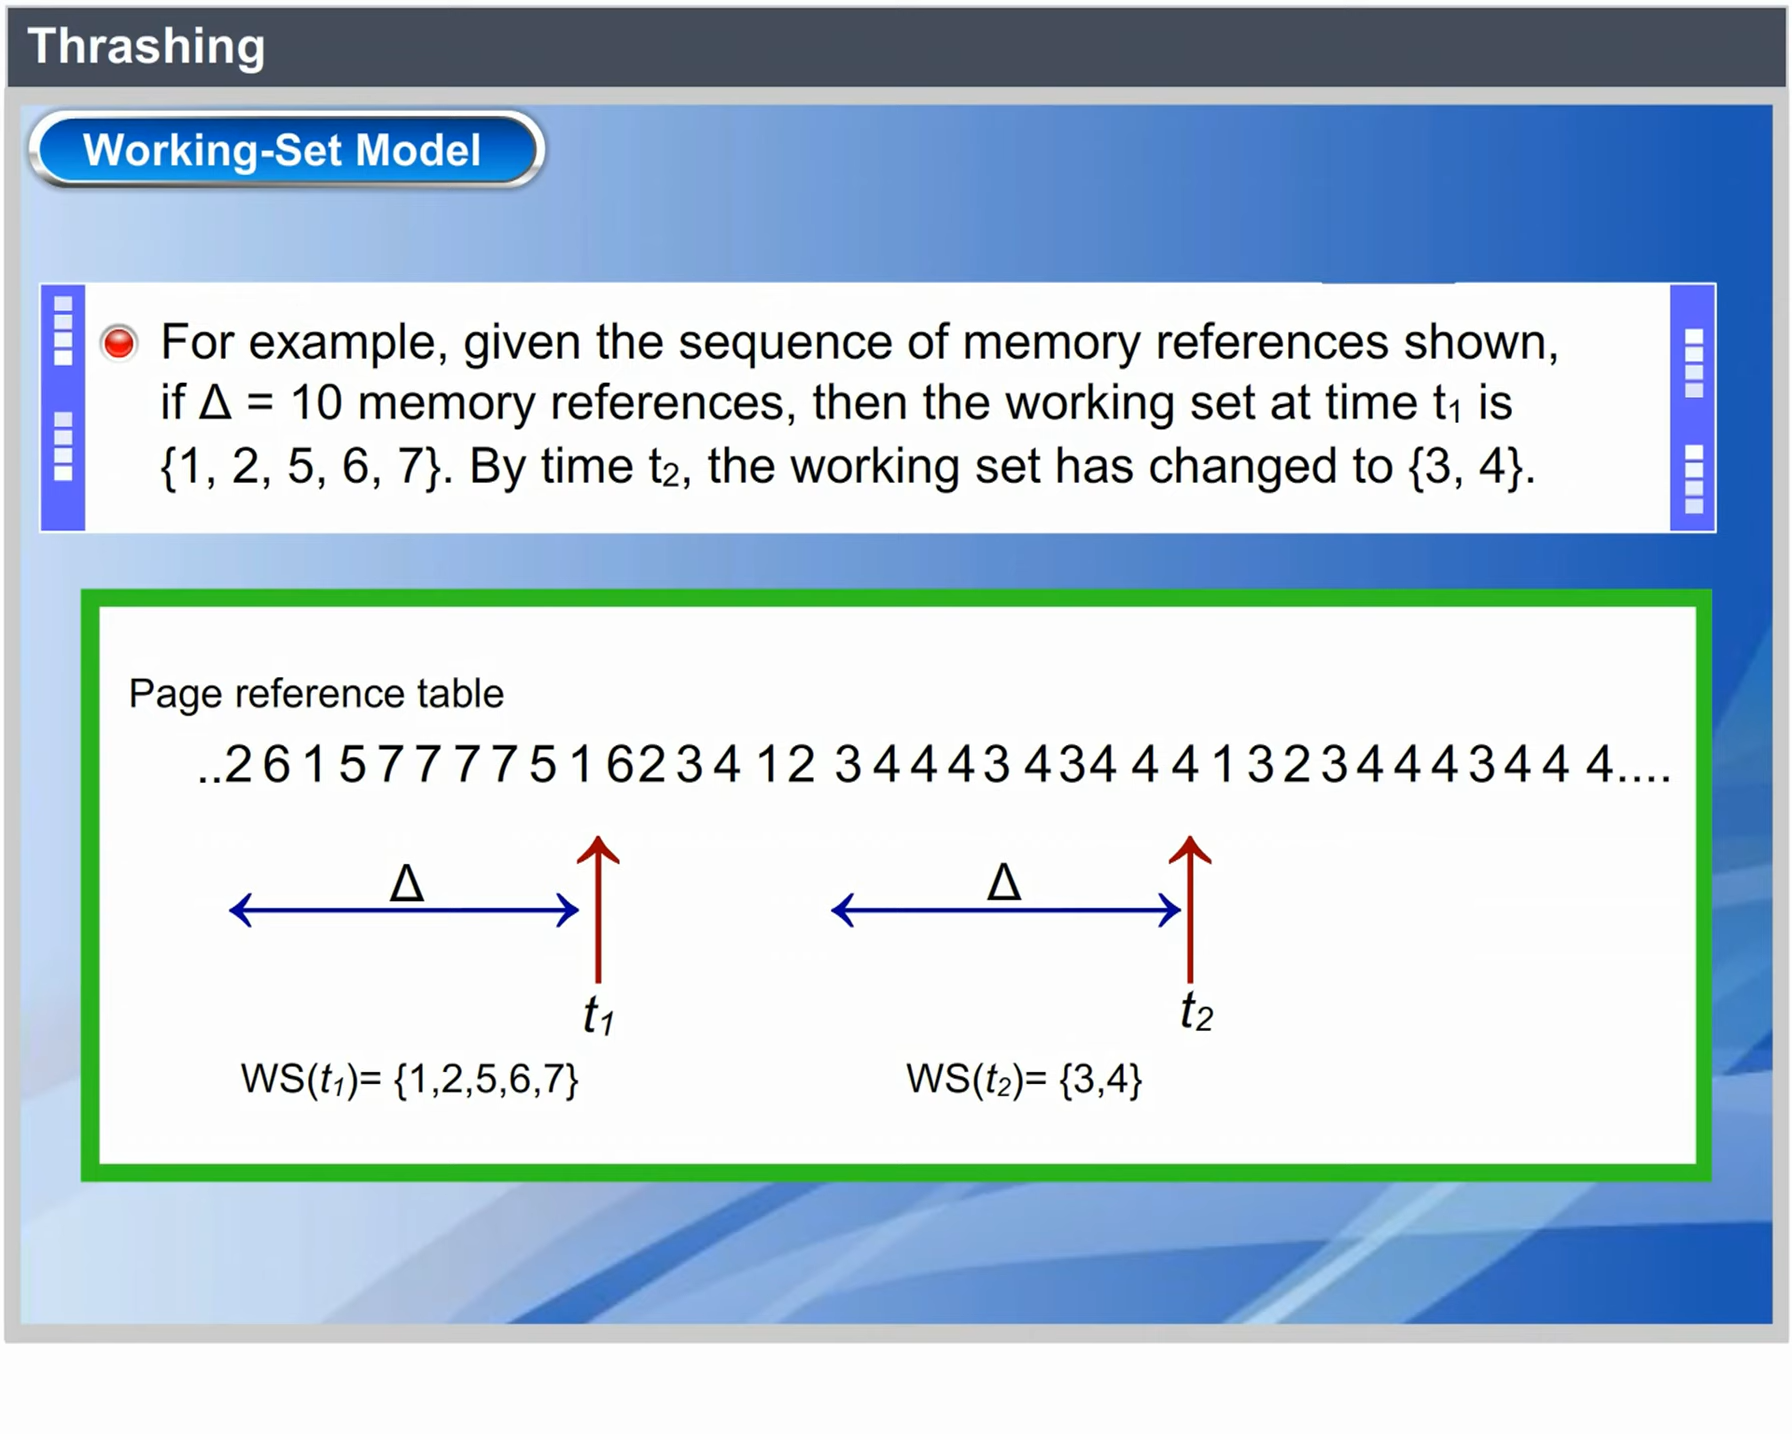 Thrashing
Working-Set Model
For example, given the sequence of memory references shown,
if Δ = 10 memory references, then the working set at time t₁ is
{1, 2, 5, 6, 7}. By time t₂, the working set has changed to {3, 4}.
Page reference table
..2 6 1 5 7 7 7 7 5 1 6 2 3 4 1 2 3 4 4 4 3 4 3 4 4 4 1 3 2 3 4 4 4 3 4 4 4....
Δ Δ
t₁ t₂
WS(t₁)= {1,2,5,6,7} WS(t₂)= {3,4}